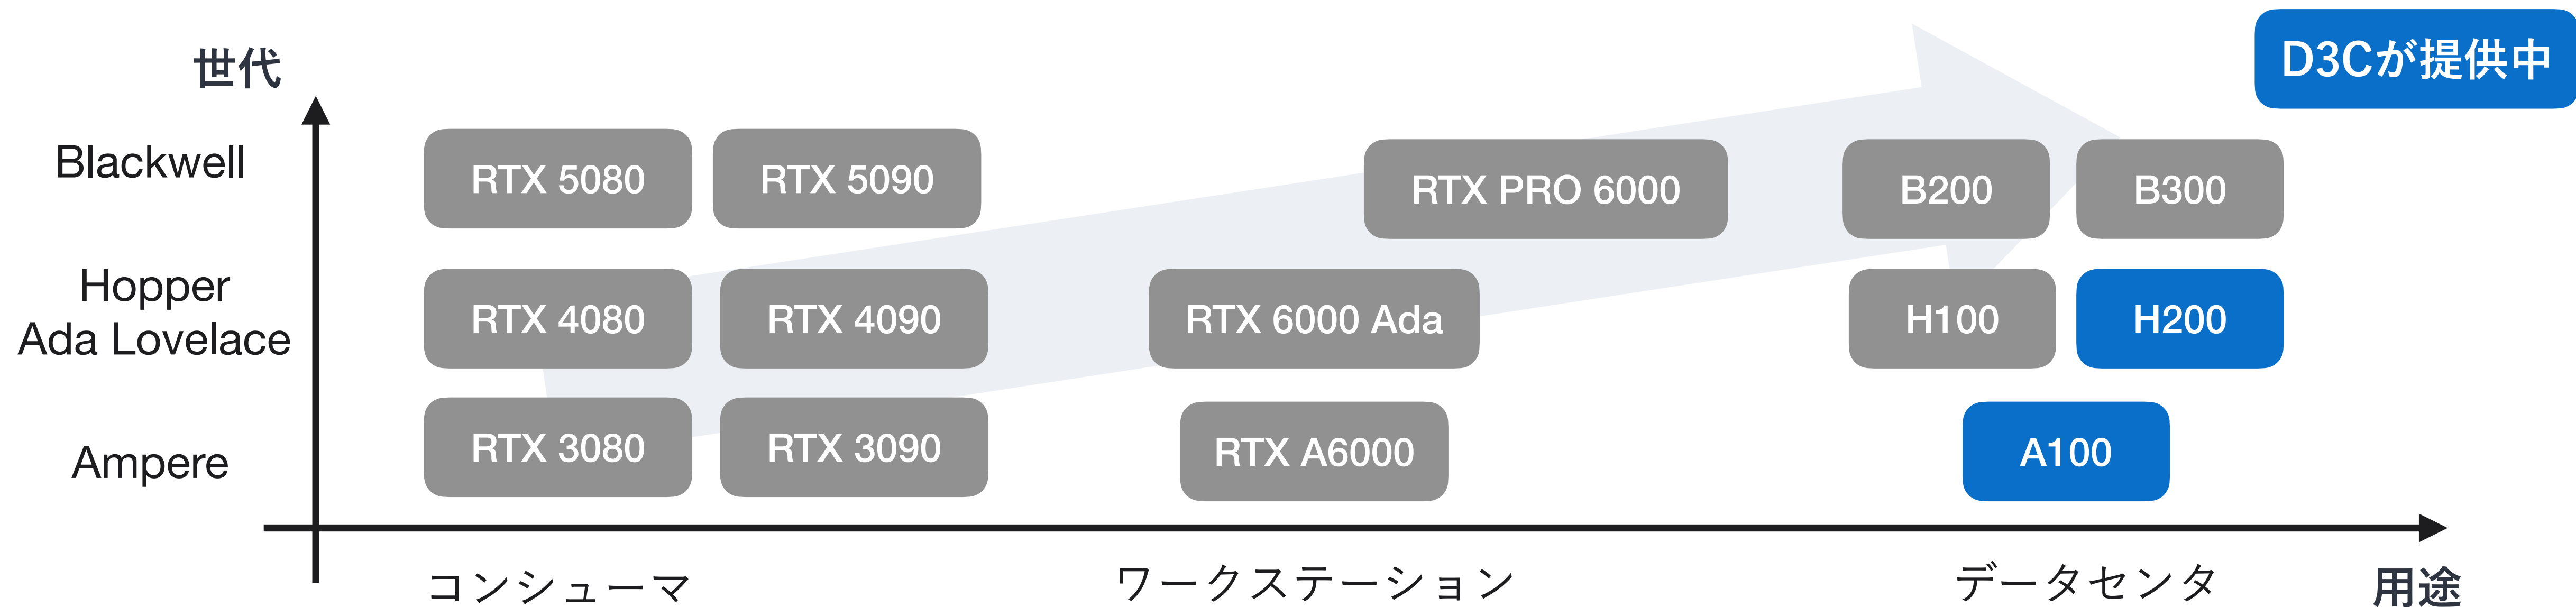 世代
D3Cが提供中
Blackwell
RTX 5080
RTX 5090
RTX PRO 6000
B200
B300
Hopper
Ada Lovelace
RTX 4080
RTX 4090
RTX 6000 Ada
H100
H200
Ampere
RTX 3080
RTX 3090
RTX A6000
A100
コンシューマ
ワークステーション
データセンタ
用途